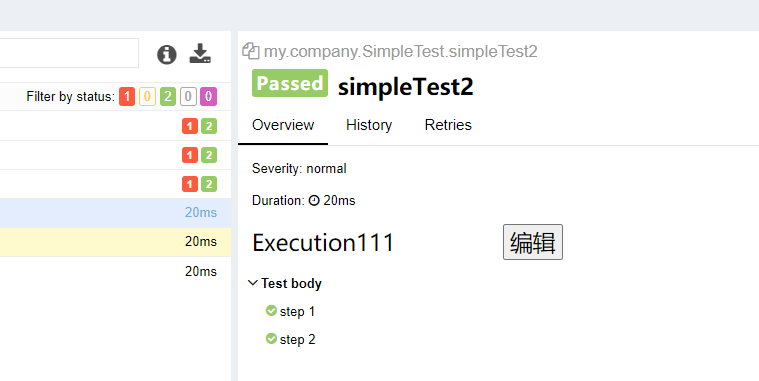 Filter by status: 1 0 2 0 0
1 2
1 2
1 2
20ms
20ms
20ms
my.company.SimpleTest.simpleTest2
Passed simpleTest2
Overview History Retries
Severity: normal
Duration: 20ms
Execution111 编辑
Test body
step 1
step 2